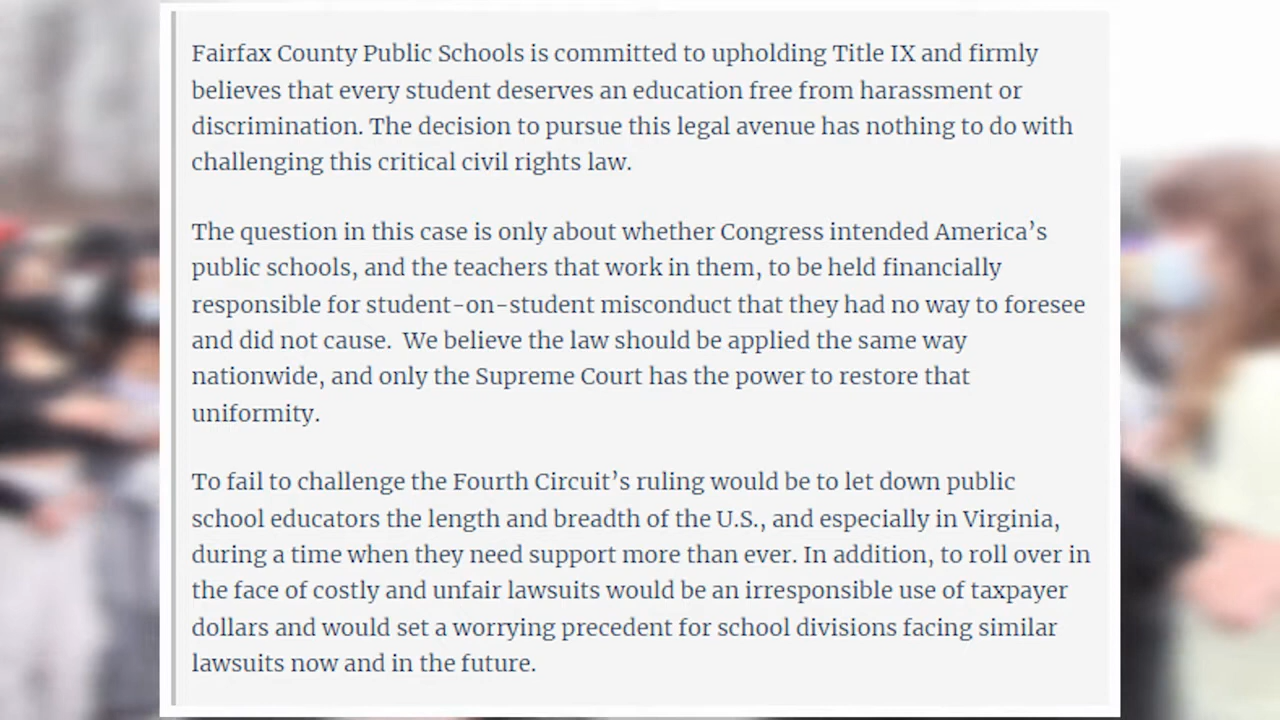 Fairfax County Public Schools is committed to upholding Title IX and firmly
believes that every student deserves an education free from harassment or
discrimination. The decision to pursue this legal avenue has nothing to do with
challenging this critical civil rights law.
The question in this case is only about whether Congress intended America’s
public schools, and the teachers that work in them, to be held financially
responsible for student-on-student misconduct that they had no way to foresee
and did not cause.  We believe the law should be applied the same way
nationwide, and only the Supreme Court has the power to restore that
uniformity.
To fail to challenge the Fourth Circuit’s ruling would be to let down public
school educators the length and breadth of the U.S., and especially in Virginia,
during a time when they need support more than ever. In addition, to roll over in
the face of costly and unfair lawsuits would be an irresponsible use of taxpayer
dollars and would set a worrying precedent for school divisions facing similar
lawsuits now and in the future.